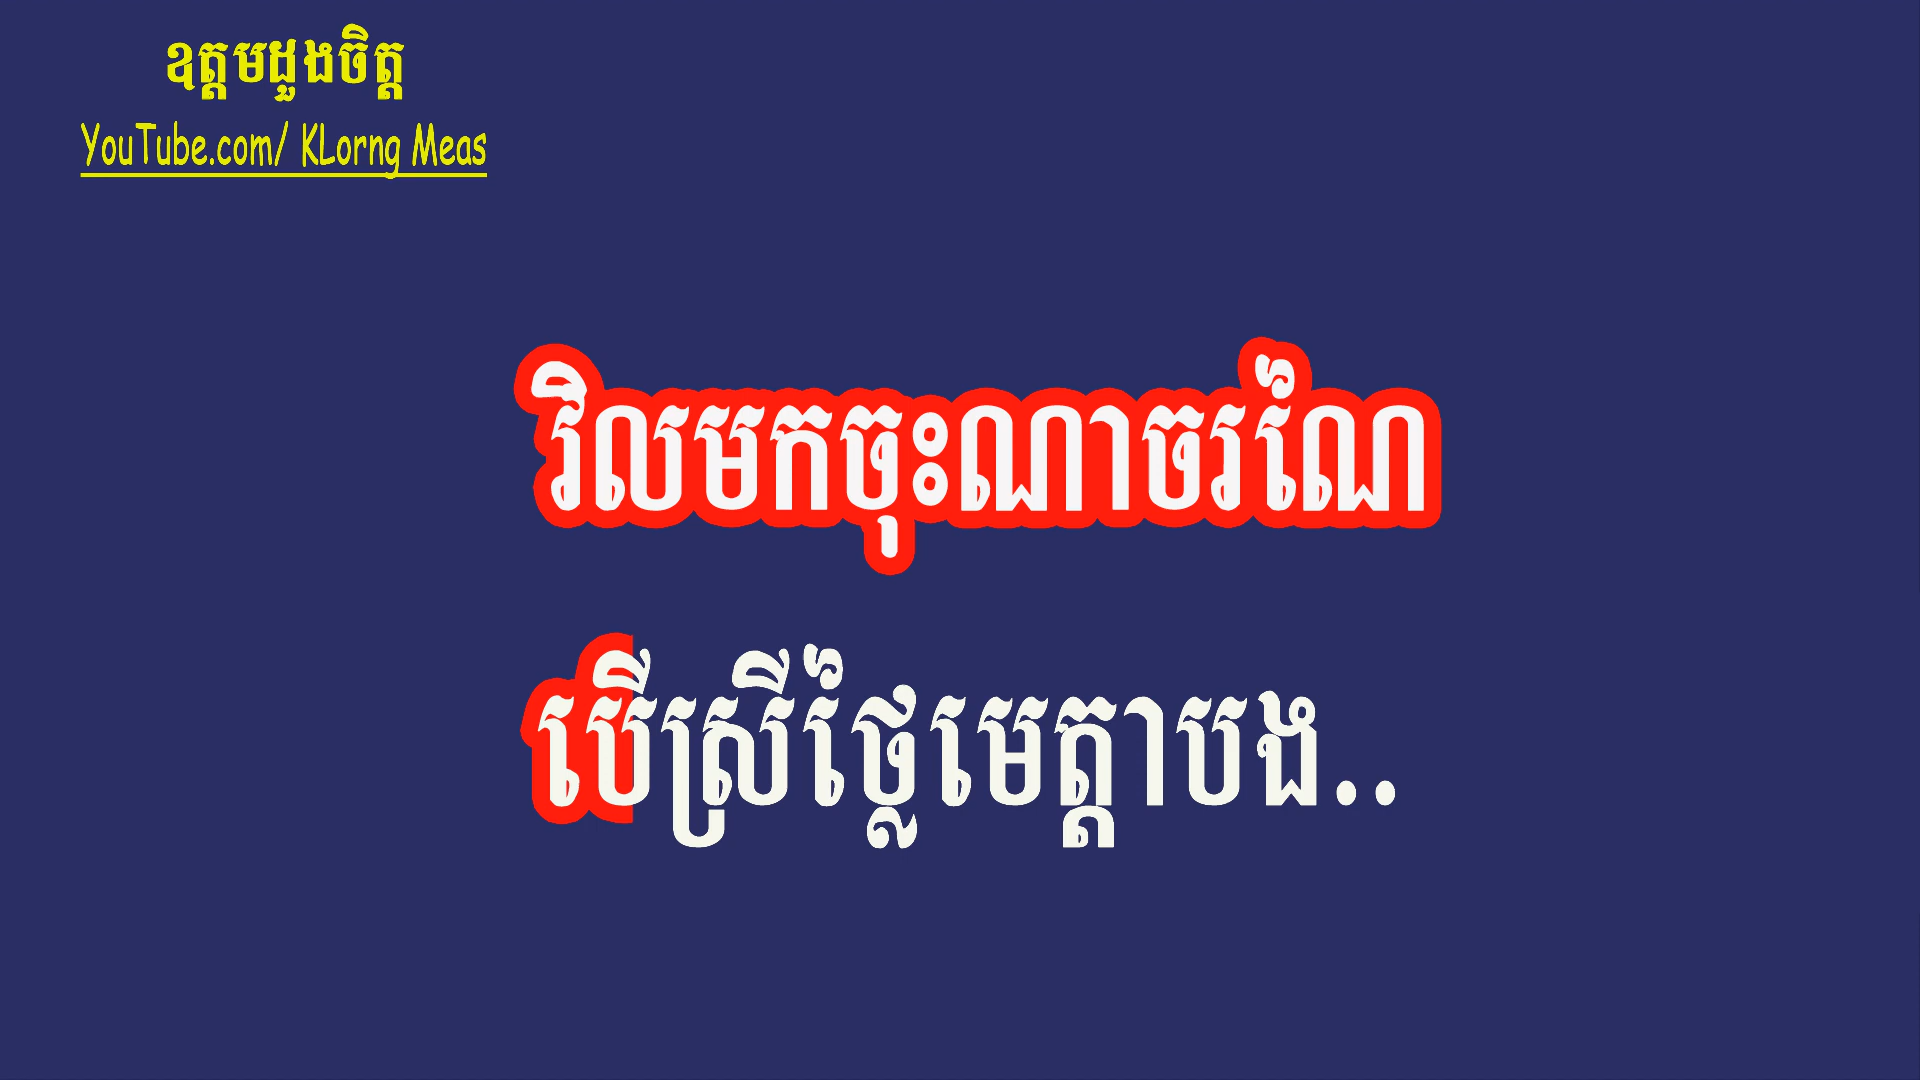 ឧត្តមដួងចិត្ត
YouTube.com/ KLorng Meas
វិលមកចុះណាចរណៃ
បើស្រីថ្លៃមេត្តាបង..